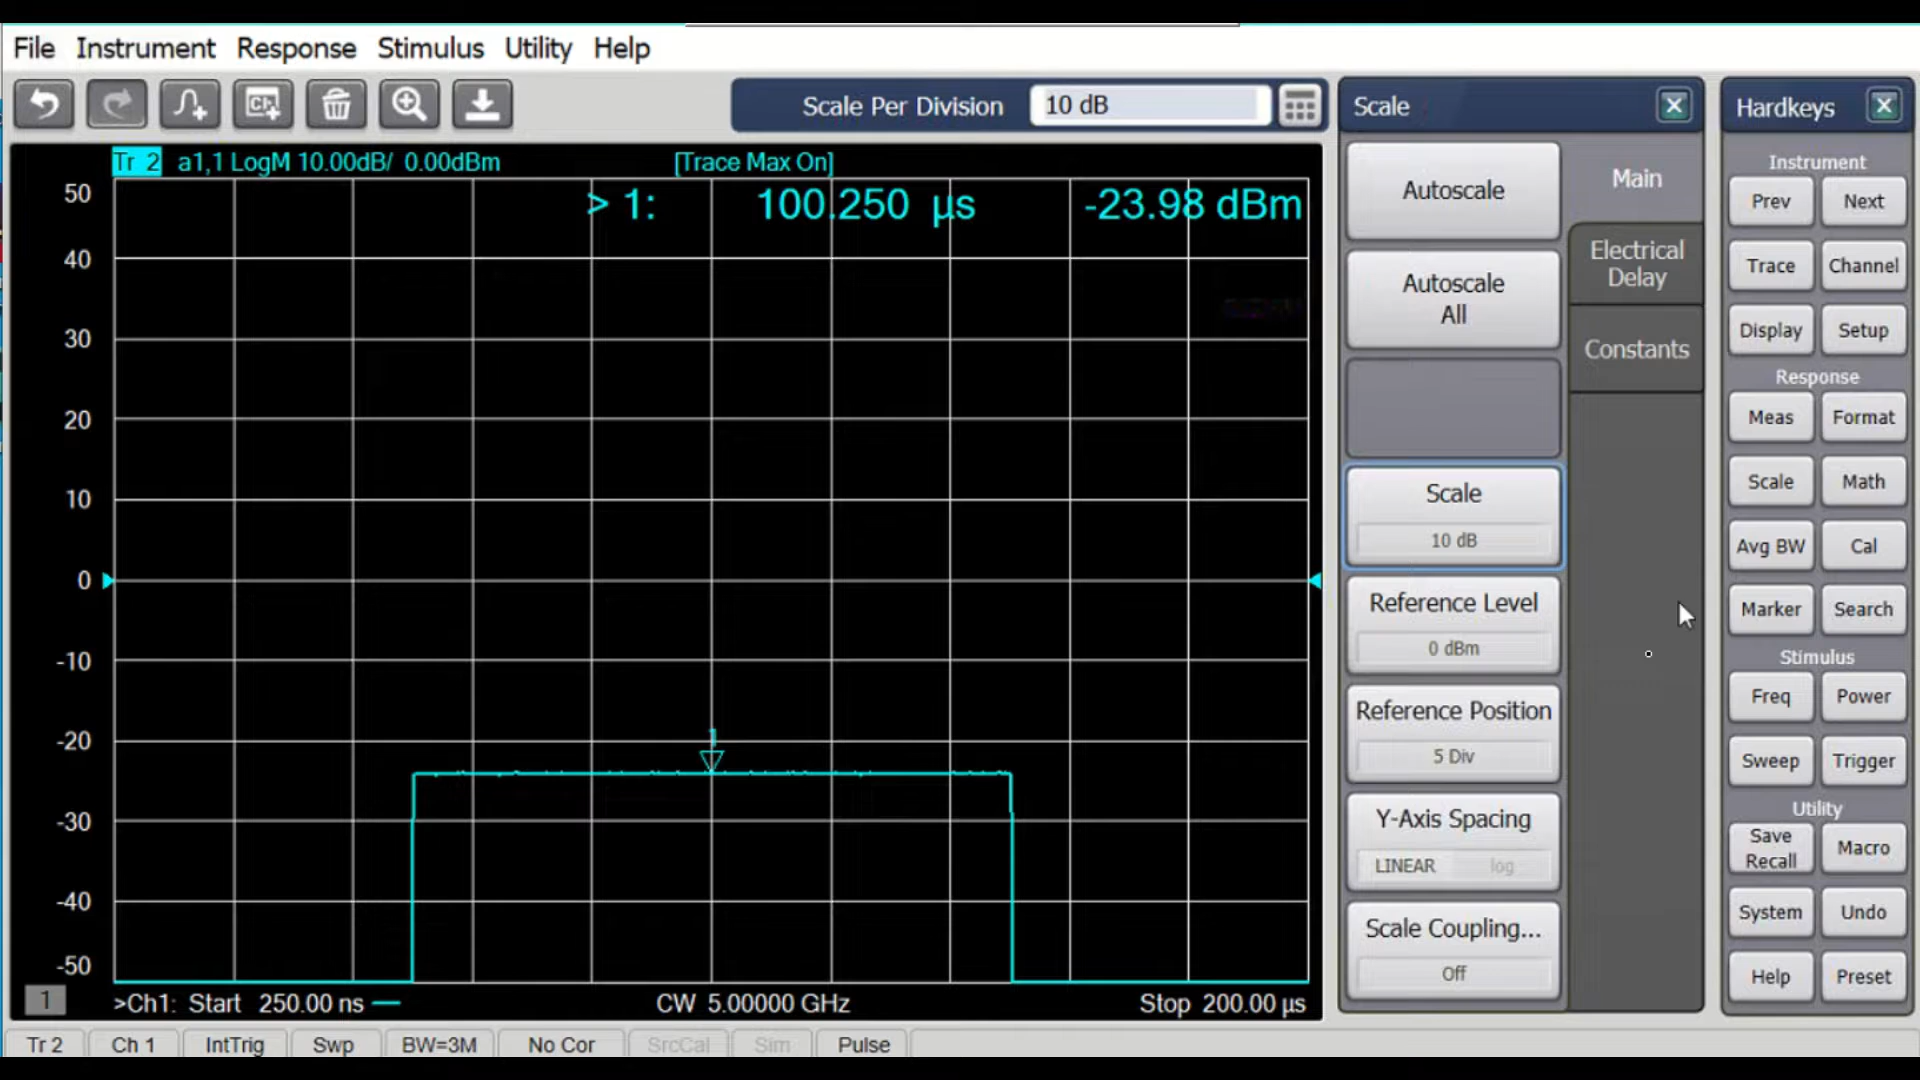 File Instrument Response Stimulus Utility Help
Scale Per Division 10 dB
Scale
Hardkeys
Tr 2 a1,1 LogM 10.00dB/ 0.00dBm [Trace Max On]
> 1: 100.250 µs -23.98 dBm
50
40
30
20
10
0
-10
-20
-30
-40
-50
1
1
>Ch1: Start 250.00 ns
CW 5.00000 GHz
Stop 200.00 µs
Autoscale
Autoscale
All
Scale
10 dB
Reference Level
0 dBm
Reference Position
5 Div
Y-Axis Spacing
LINEAR log
Scale Coupling...
Off
Main
Electrical
Delay
Constants
Instrument
Prev Next
Trace Channel
Display Setup
Response
Meas Format
Scale Math
Avg BW Cal
Marker Search
Stimulus
Freq Power
Sweep Trigger
Utility
Save
Recall
Macro
System Undo
Help Preset
Tr 2 Ch 1 IntTrig Swp BW=3M No Cor SrcCal Sim Pulse